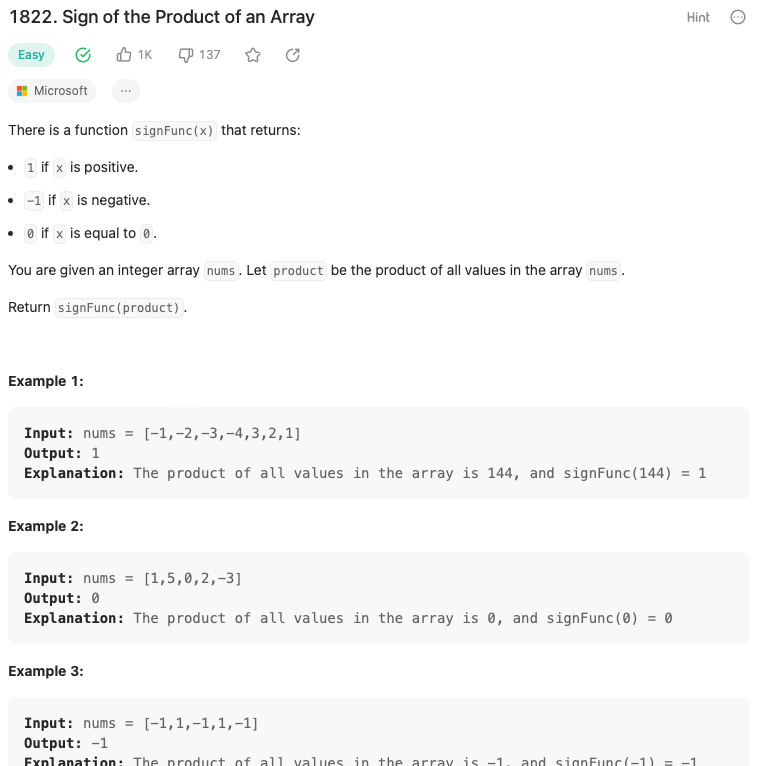 1822. Sign of the Product of an Array
Hint
Easy
1K
137
Microsoft
...
There is a function signFunc(x) that returns:
• 1 if x is positive.
• -1 if x is negative.
• 0 if x is equal to 0.
You are given an integer array nums. Let product be the product of all values in the array nums.
Return signFunc(product).
Example 1:
Input: nums = [-1,-2,-3,-4,3,2,1]
Output: 1
Explanation: The product of all values in the array is 144, and signFunc(144) = 1
Example 2:
Input: nums = [1,5,0,2,-3]
Output: 0
Explanation: The product of all values in the array is 0, and signFunc(0) = 0
Example 3:
Input: nums = [-1,1,-1,1,-1]
Output: -1
Explanation: The product of all values in the array is -1, and signFunc(-1) = -1